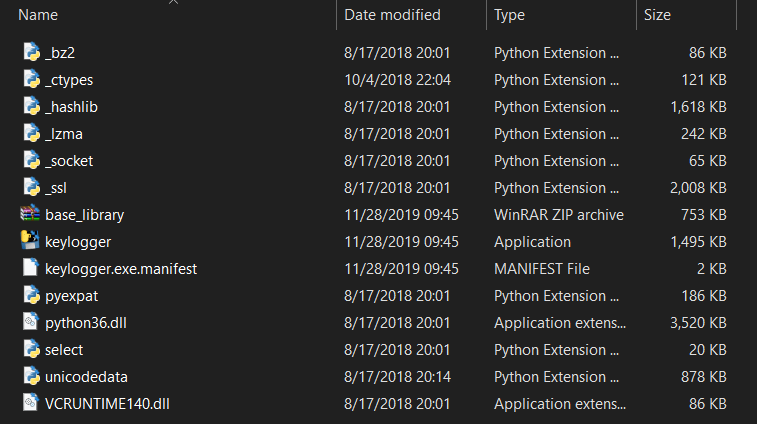 Name Date modified Type Size
_bz2 8/17/2018 20:01 Python Extension ... 86 KB
_ctypes 10/4/2018 22:04 Python Extension ... 121 KB
_hashlib 8/17/2018 20:01 Python Extension ... 1,618 KB
_lzma 8/17/2018 20:01 Python Extension ... 242 KB
_socket 8/17/2018 20:01 Python Extension ... 65 KB
_ssl 8/17/2018 20:01 Python Extension ... 2,008 KB
base_library 11/28/2019 09:45 WinRAR ZIP archive 753 KB
keylogger 11/28/2019 09:45 Application 1,495 KB
keylogger.exe.manifest 11/28/2019 09:45 MANIFEST File 2 KB
pyexpat 8/17/2018 20:01 Python Extension ... 186 KB
python36.dll 8/17/2018 20:01 Application extens... 3,520 KB
select 8/17/2018 20:01 Python Extension ... 20 KB
unicodedata 8/17/2018 20:14 Python Extension ... 878 KB
VCRUNTIME140.dll 8/17/2018 20:01 Application extens... 86 KB